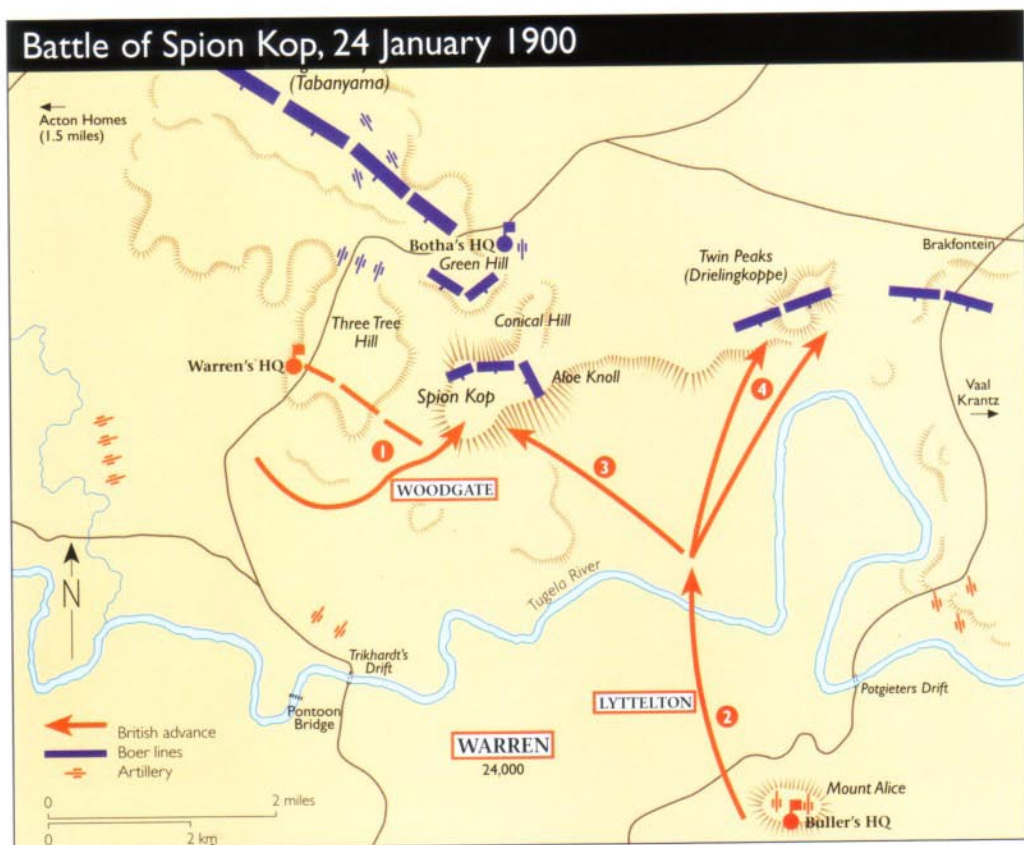 Battle of Spion Kop, 24 January 1900
(Tabanyama)
Acton Homes
(1.5 miles)
Botha's HQ
Green Hill
Twin Peaks
(Drielingkoppe)
Brakfontein
Conical Hill
Three Tree
Hill
Warren's HQ
Aloe Knoll
Spion Kop
4
Vaal
Krantz
1
3
WOODGATE
N
Tugela River
Trikhardt's
Drift
Potgieters Drift
Pontoon
Bridge
LYTTELTON
2
WARREN
24,000
British advance
Boer lines
Artillery
Mount Alice
Buller's HQ
0
2 miles
0
2 km